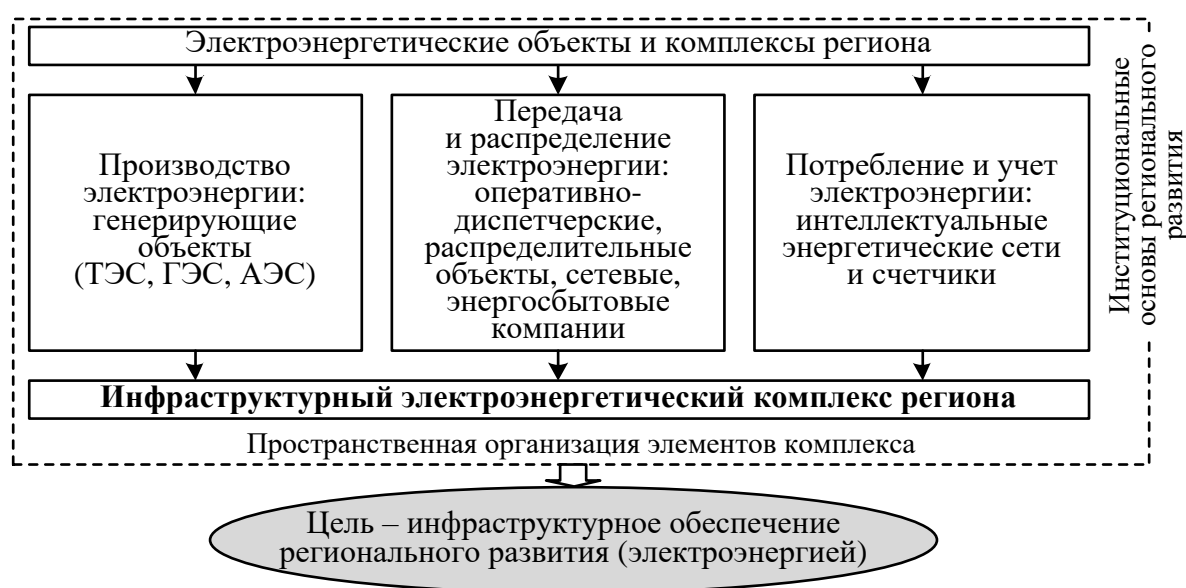 Электроэнергетические объекты и комплексы региона
Производство
электроэнергии:
генерирующие
объекты
(ТЭС, ГЭС, АЭС)
Передача
и распределение
электроэнергии:
оперативно-
диспетчерские,
распределительные
объекты, сетевые,
энергосбытовые
компании
Потребление и учет
электроэнергии:
интеллектуальные
энергетические сети
и счетчики
Институциональные
основы регионального
развития
Инфраструктурный электроэнергетический комплекс региона
Пространственная организация элементов комплекса
Цель – инфраструктурное обеспечение
регионального развития (электроэнергией)